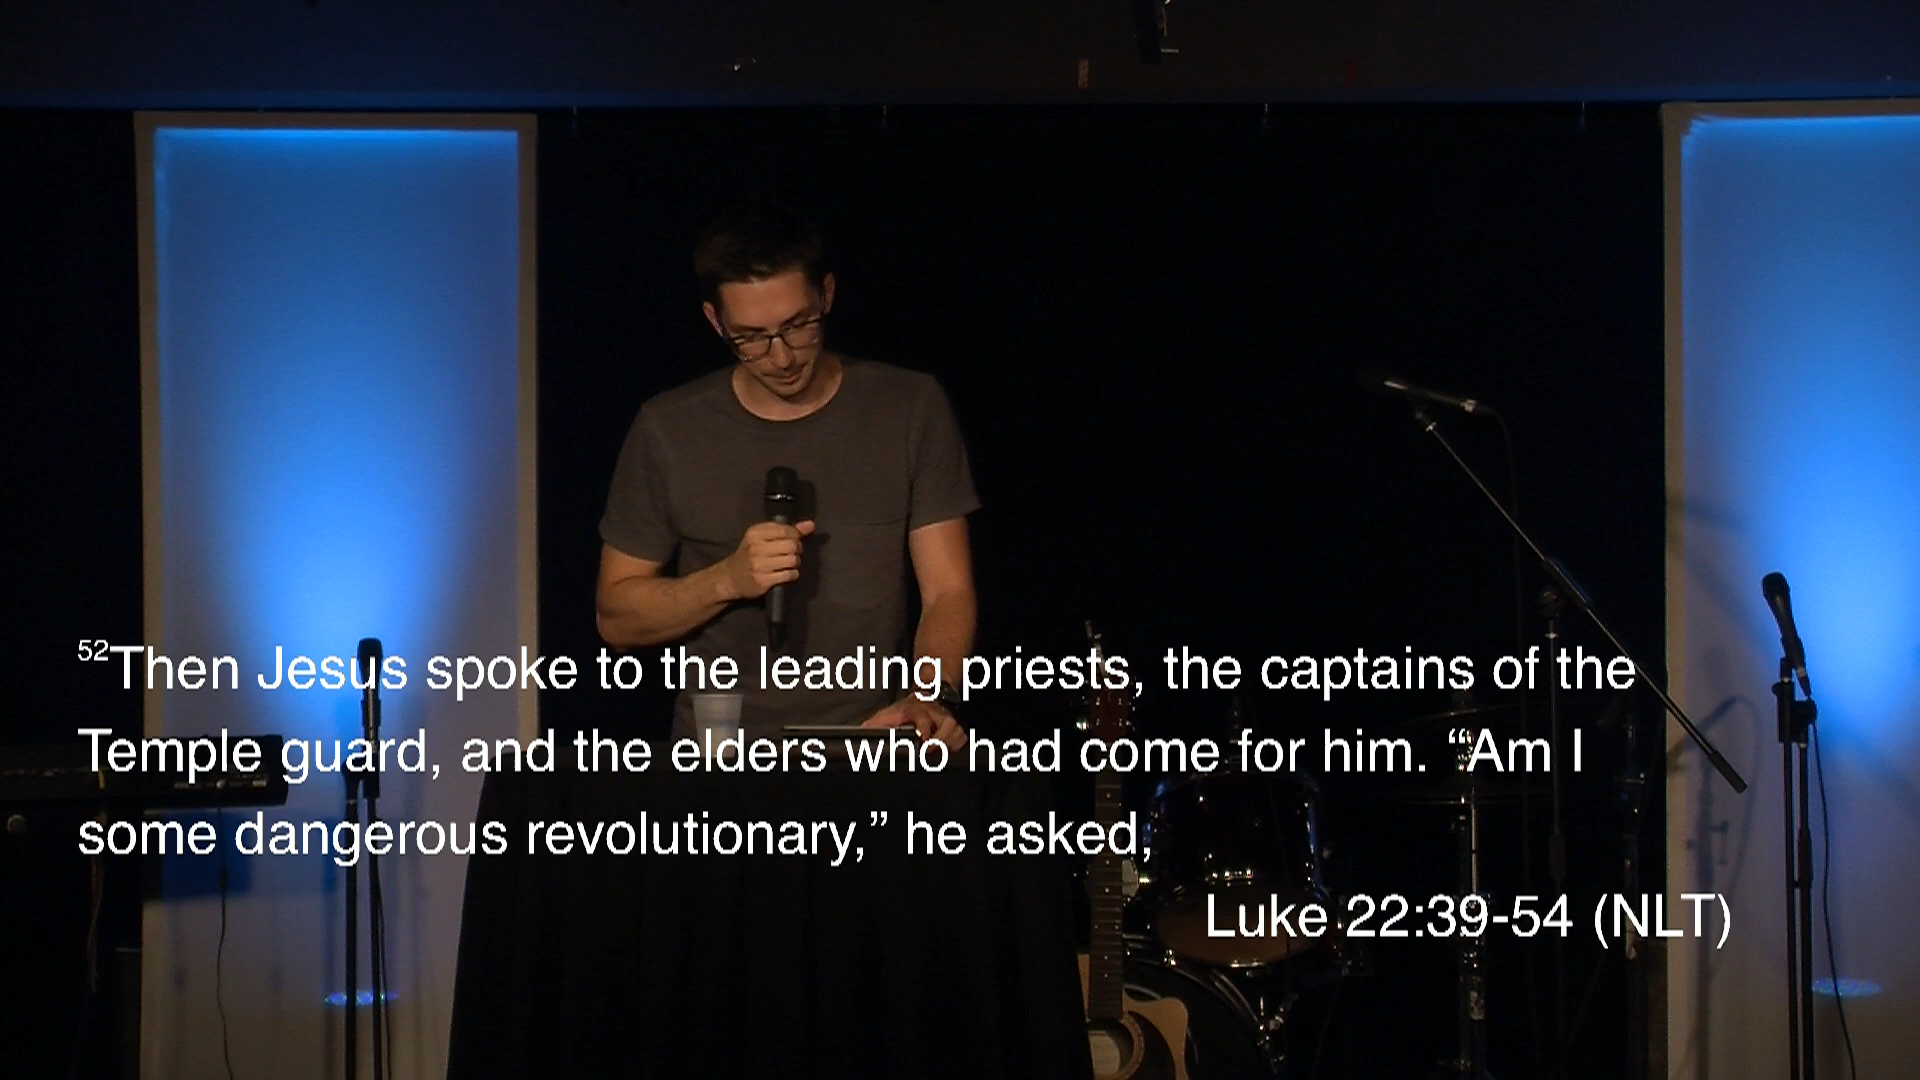 52Then Jesus spoke to the leading priests, the captains of the
Temple guard, and the elders who had come for him. “Am I
some dangerous revolutionary,” he asked,
Luke 22:39-54 (NLT)